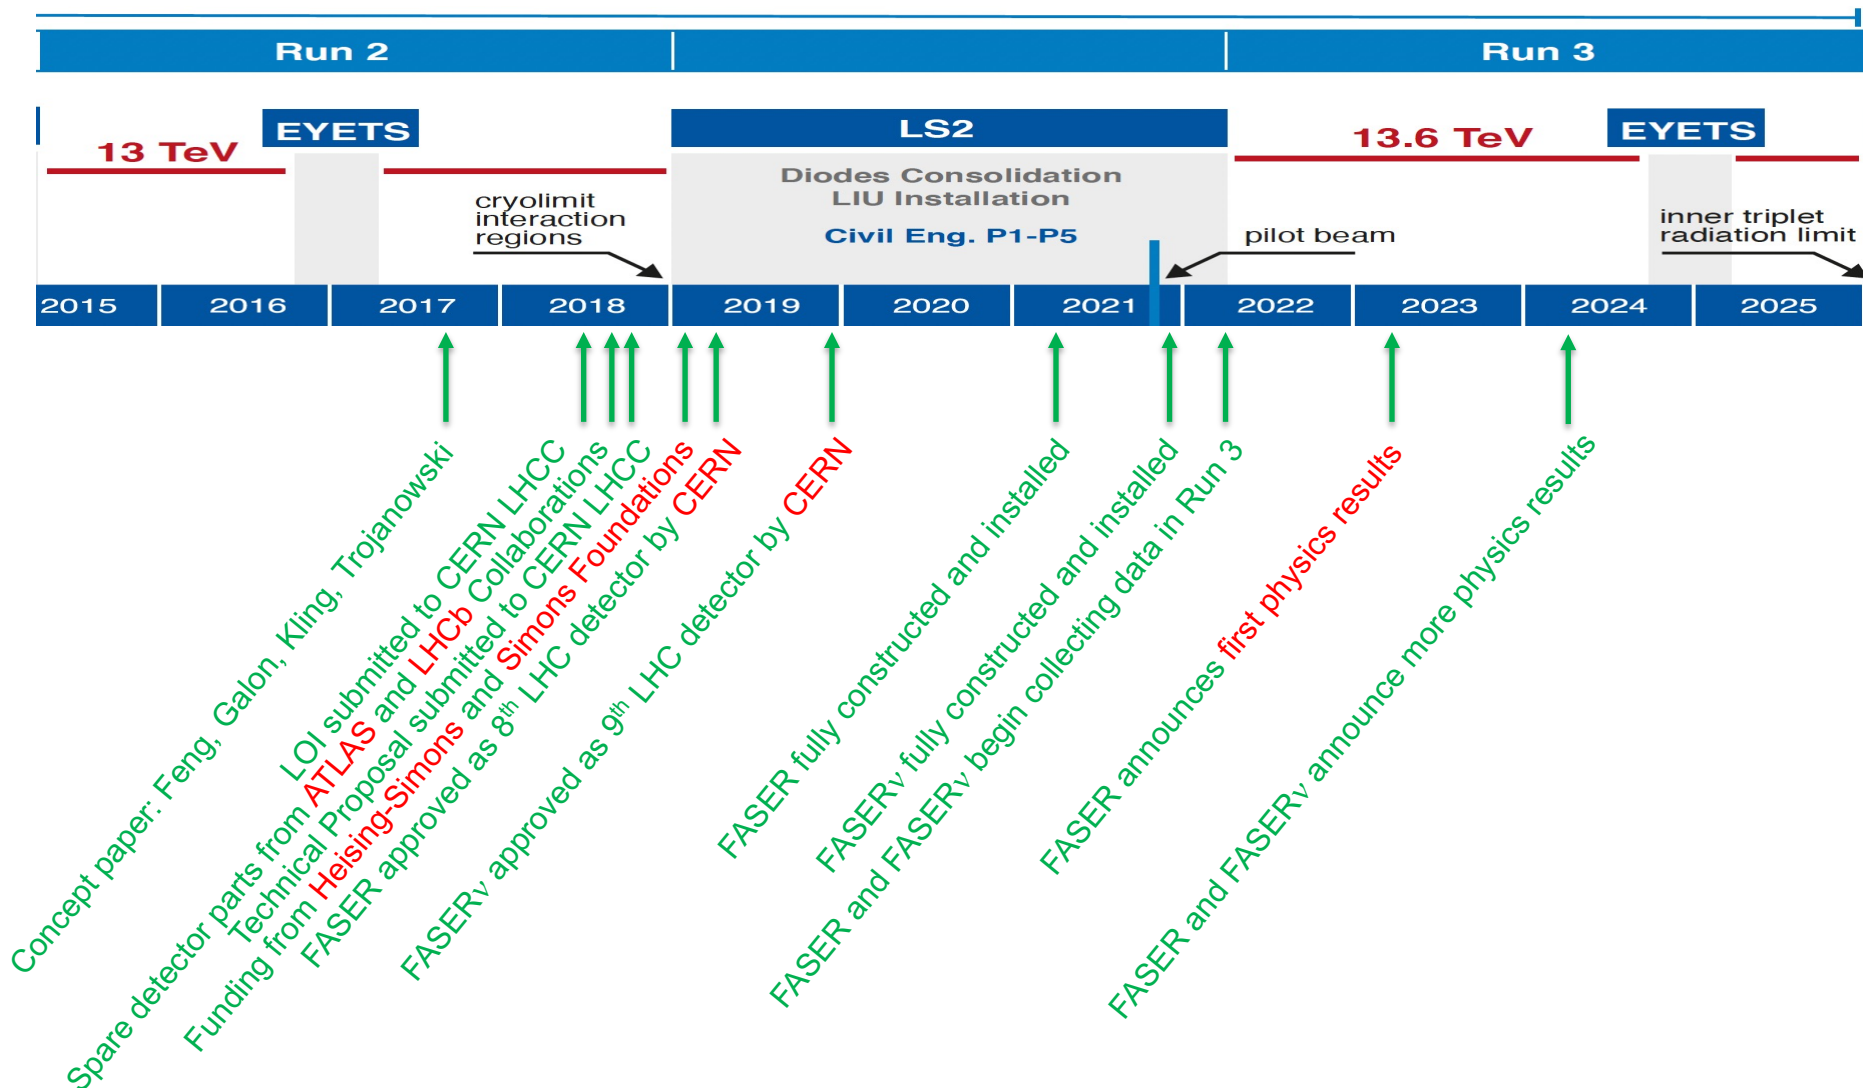 Run 2
Run 3
EYETS
LS2
EYETS
13 TeV
13.6 TeV
Diodes Consolidation
LIU Installation
Civil Eng. P1-P5
cryolimit
interaction
regions
pilot beam
inner triplet
radiation limit
2015
2016
2017
2018
2019
2020
2021
2022
2023
2024
2025
Concept paper: Feng, Galon, Kling, Trojanowski
LOI submitted to CERN LHCC
Spare detector parts from ATLAS and LHCb Collaborations
Technical Proposal submitted to CERN LHCC
Funding from Heising-Simons and Simons Foundations
FASER approved as 8th LHC detector by CERN
FASERν approved as 9th LHC detector by CERN
FASER fully constructed and installed
FASERν fully constructed and installed
FASER and FASERν begin collecting data in Run 3
FASER announces first physics results
FASER and FASERν announce more physics results